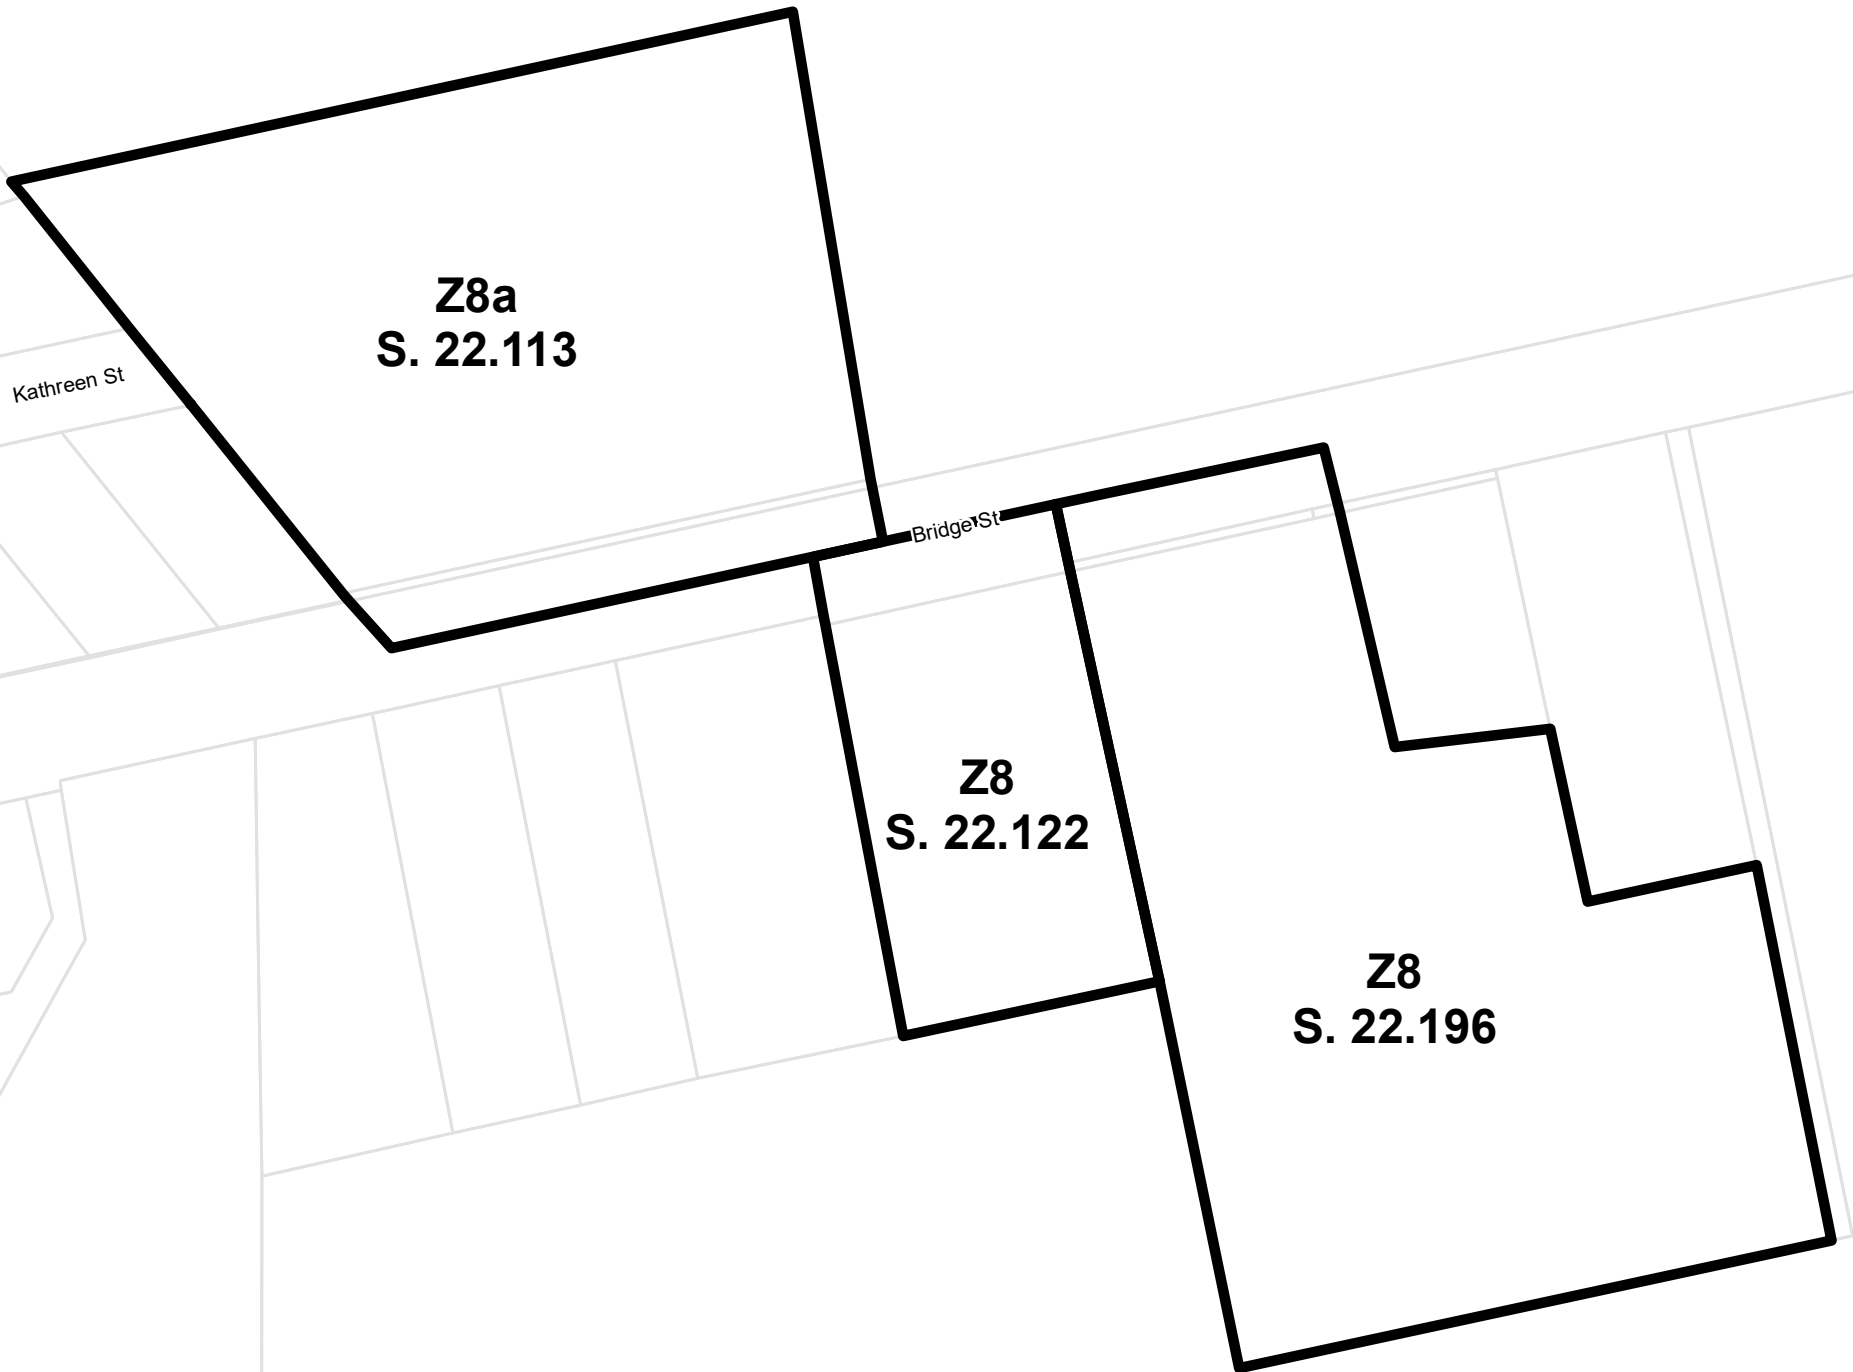 Z8a
S. 22.113
Kathreen St
Bridge St
Z8
S. 22.122
Z8
S. 22.196